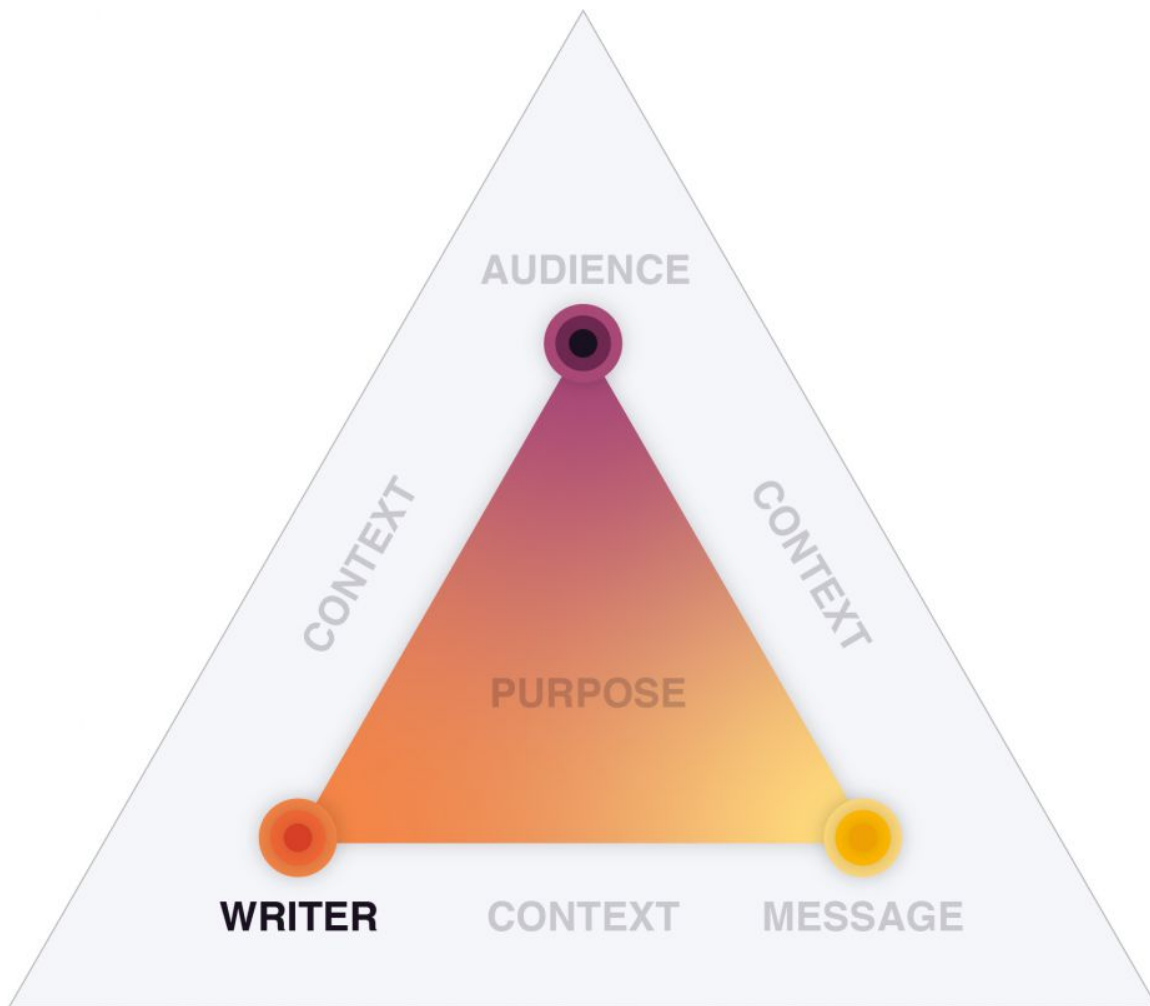 AUDIENCE
CONTEXT
CONTEXT
PURPOSE
WRITER
CONTEXT
MESSAGE